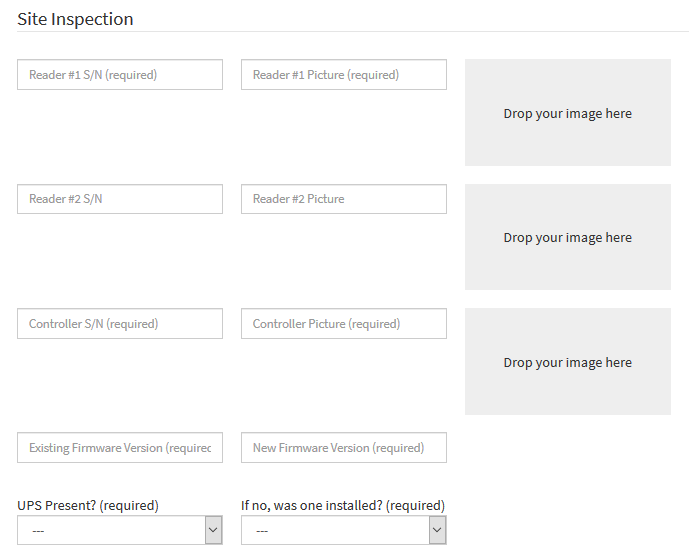 Site Inspection
Reader #1 S/N (required)
Reader #1 Picture (required)
Drop your image here
Reader #2 S/N
Reader #2 Picture
Drop your image here
Controller S/N (required)
Controller Picture (required)
Drop your image here
Existing Firmware Version (required
New Firmware Version (required)
UPS Present? (required)
If no, was one installed? (required)
---
---